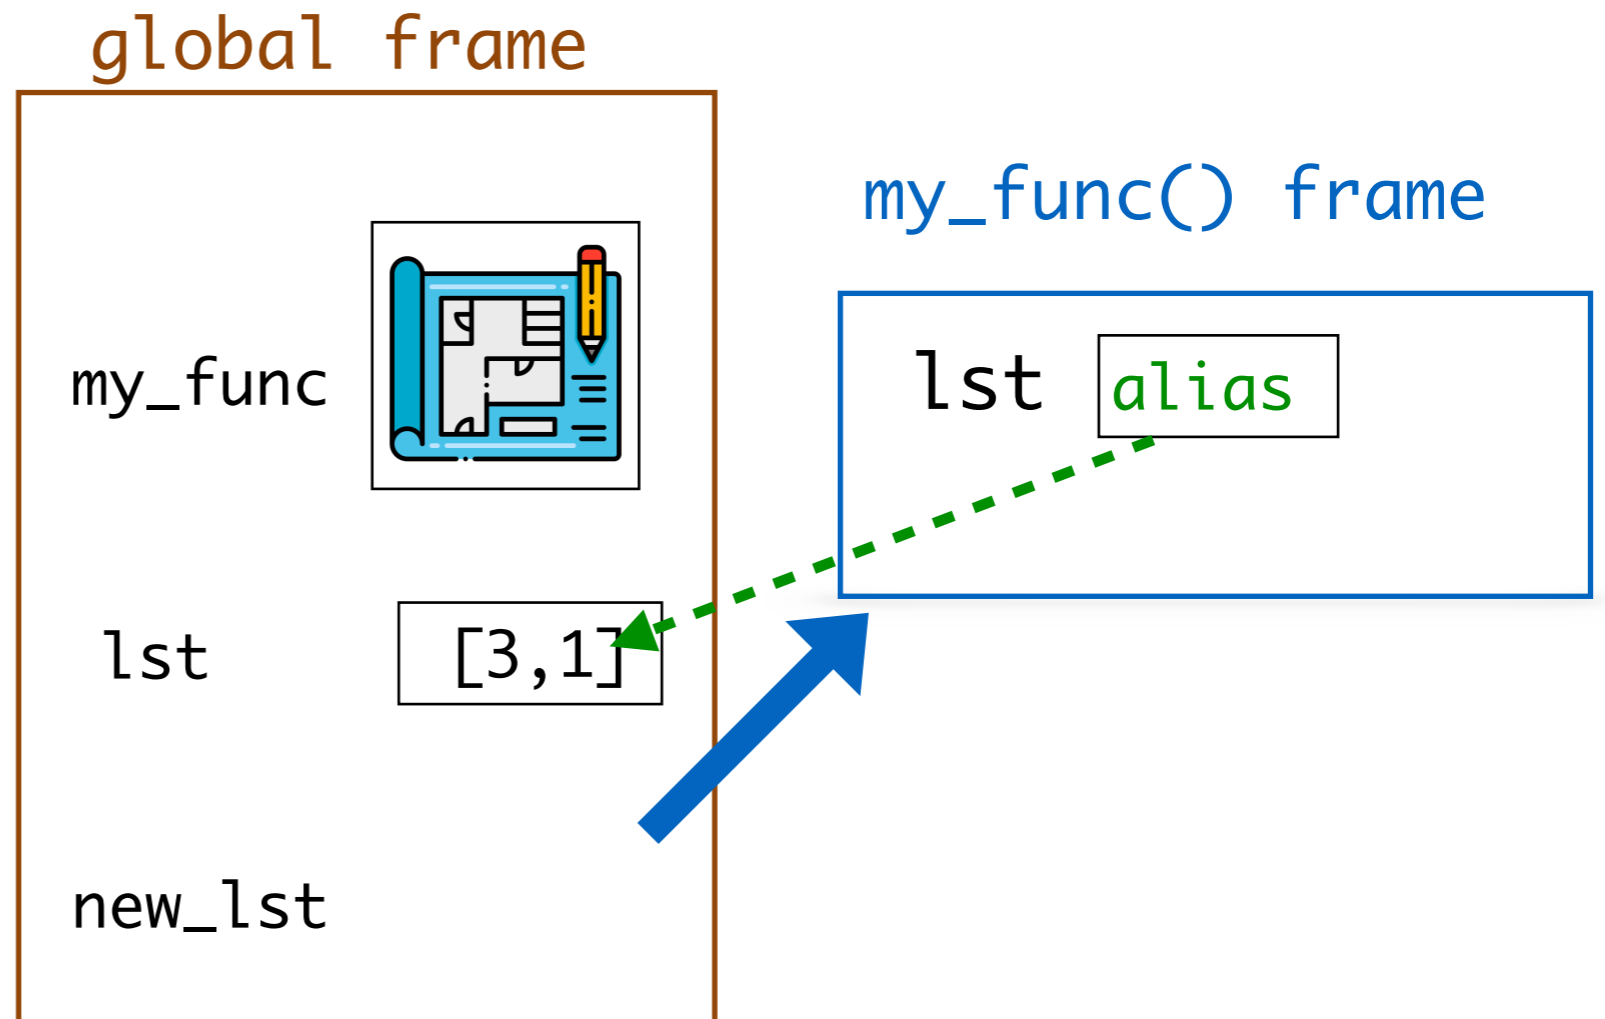 global frame
my_func() frame
my_func
lst alias
lst [3,1]
new_lst